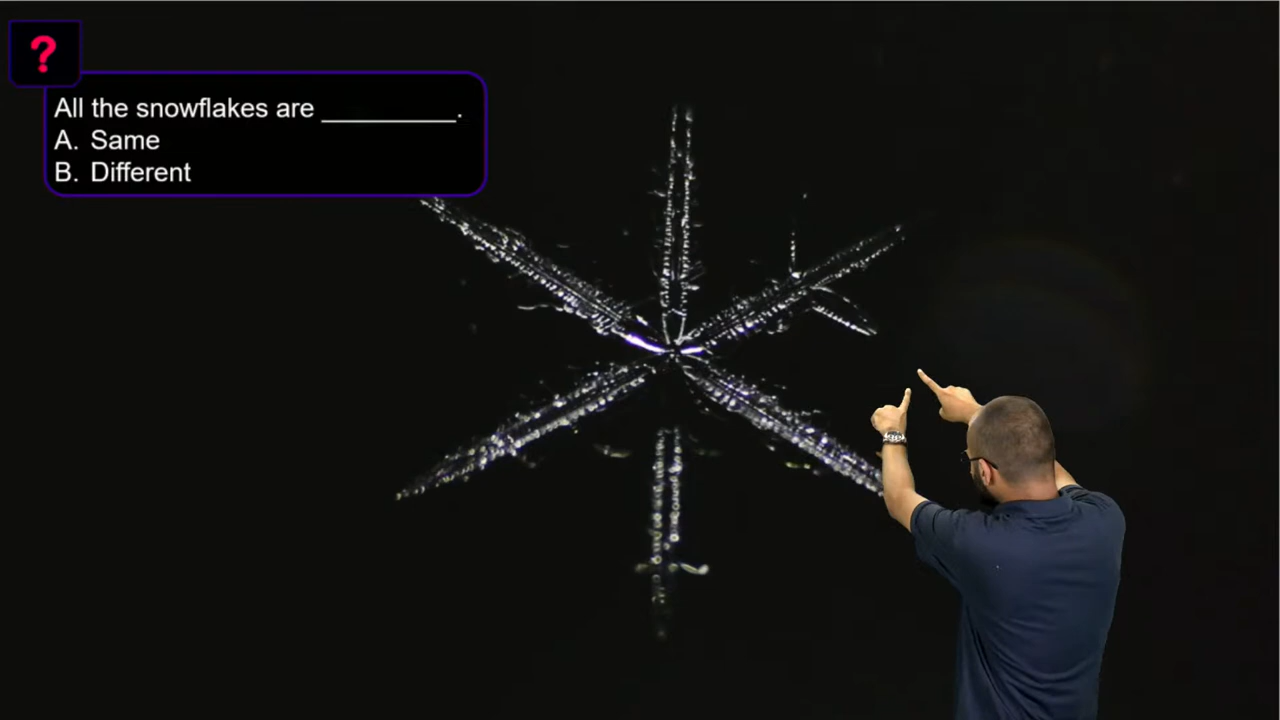 ?
All the snowflakes are __________.
A. Same
B. Different